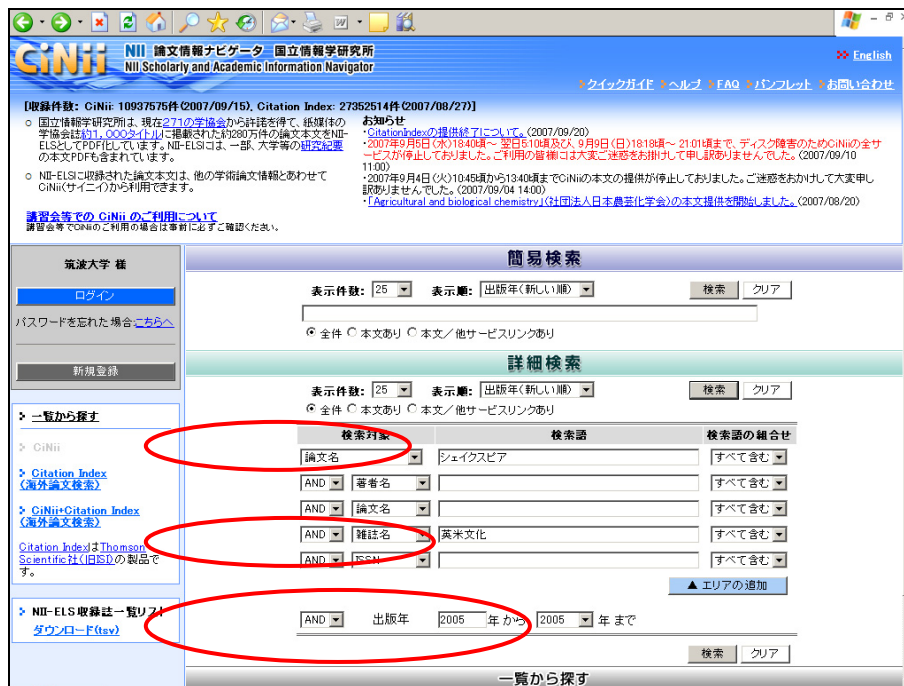 CiNii
NII 論文情報ナビゲータ 国立情報学研究所
NII Scholarly and Academic Information Navigator
English
クイックガイド ヘルプ FAQ パンフレット お問い合わせ
[収録件数: CiNii: 10937575件(2007/09/15), Citation Index: 27352514件(2007/08/27)]
国立情報学研究所は、現在271の学協会から許諾を得て、紙媒体の
学協会誌約1,000タイトルに掲載された約280万件の論文本文をNII-
ELSとしてPDF化しています。NII-ELSには、一部、大学等の研究紀要
の本文PDFも含まれています。
NII-ELSに収録された論文本文は、他の学術論文情報とあわせて
CiNii(サイニイ)から利用できます。
講習会等での CiNii のご利用について
講習会等でCiNiiのご利用の場合は事前に必ずご確認ください。
お知らせ
・CitationIndexの提供終了について。(2007/09/20)
・2007年9月5日(水)18:40頃～ 翌日5:10頃及び、9月9日(日)18:18頃～ 21:01頃まで、ディスク障害のためCiNiiの全サ
ービスが停止しておりました。ご利用の皆様には大変ご迷惑をお掛けして申し訳ありませんでした。(2007/09/10
11:00)
・2007年9月4日(火)10:45頃から13:40頃までCiNiiの本文の提供が停止しておりました。ご迷惑をおかけして大変申し
訳ありませんでした。(2007/09/04 14:00)
・「Agricultural and biological chemistry」(社団法人日本農芸化学会)の本文提供を開始しました。(2007/08/20)
筑波大学 様
ログイン
パスワードを忘れた場合:こちらへ
新規登録
一覧から探す
CiNii
Citation Index
(海外論文検索)
CiNii+Citation Index
(海外論文検索)
Citation IndexはThomson
Scientific社(旧ISI)の製品で
す。
NII-ELS収録誌一覧リスト
ダウンロード(tsv)
簡易検索
表示件数: 25 表示順: 出版年(新しい順) 検索 クリア
全件 本文あり 本文／他サービスリンクあり
詳細検索
表示件数: 25 表示順: 出版年(新しい順) 検索 クリア
全件 本文あり 本文／他サービスリンクあり
検索対象 検索語 検索語の組合せ
論文名 シェイクスピア すべて含む
AND 著者名 すべて含む
AND 論文名 すべて含む
AND 雑誌名 英米文化 すべて含む
AND ISSN すべて含む
▲ エリアの追加
AND 出版年 2005 年 から 2005 年 まで
検索 クリア
一覧から探す